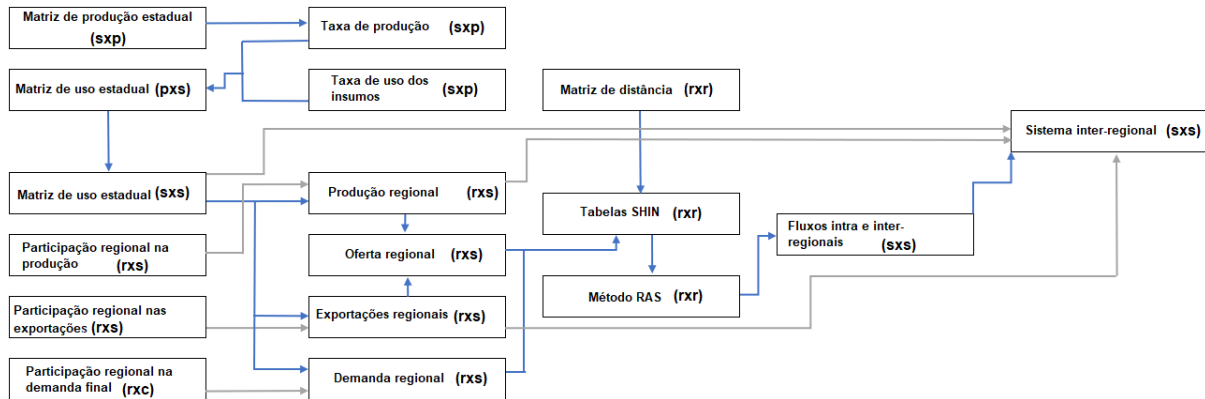 Matriz de produção estadual
(sxp)
Taxa de produção (sxp)
Matriz de uso estadual (pxs)
Taxa de uso dos
insumos (sxp)
Matriz de distância (rxr)
Sistema inter-regional (sxs)
Matriz de uso estadual (sxs)
Produção regional (rxs)
Tabelas SHIN (rxr)
Fluxos intra e inter-
regionais (sxs)
Participação regional na
produção (rxs)
Oferta regional (rxs)
Método RAS (rxr)
Participação regional nas
exportações (rxs)
Exportações regionais (rxs)
Participação regional na
demanda final (rxc)
Demanda regional (rxs)